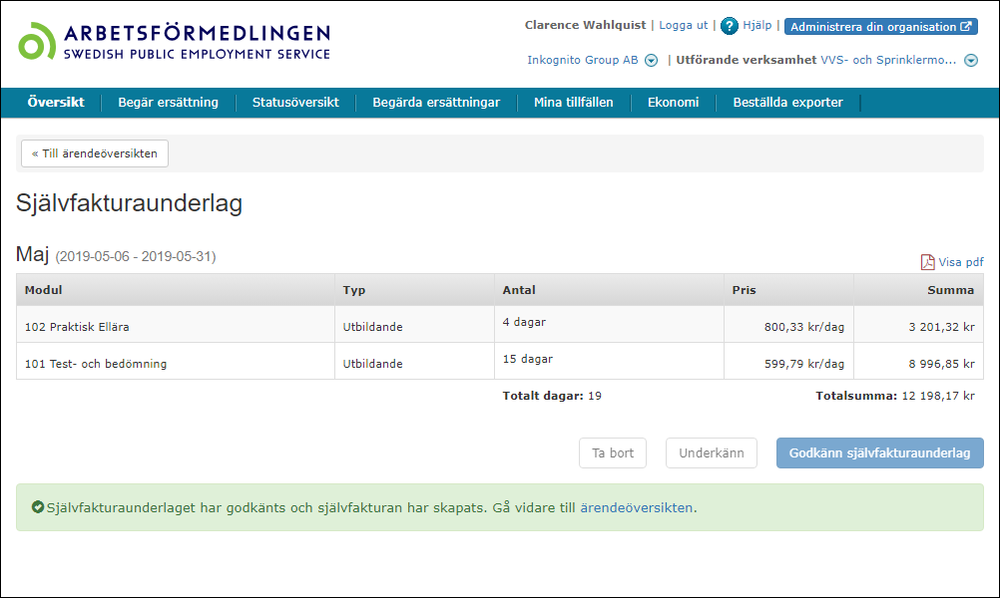 ARBETSFÖRMEDLINGEN
SWEDISH PUBLIC EMPLOYMENT SERVICE
Clarence Wahlquist | Logga ut | ? Hjälp | Administrera din organisation
Inkognito Group AB | Utförande verksamhet VVS- och Sprinklermo...
Översikt Begär ersättning Statusöversikt Begärda ersättningar Mina tillfällen Ekonomi Beställda exporter
« Till ärendeöversikten
Självfakturaunderlag
Maj (2019-05-06 - 2019-05-31)
Visa pdf
Modul Typ Antal Pris Summa
102 Praktisk Ellära Utbildande 4 dagar 800,33 kr/dag 3 201,32 kr
101 Test- och bedömning Utbildande 15 dagar 599,79 kr/dag 8 996,85 kr
Totalt dagar: 19 Totalsumma: 12 198,17 kr
Ta bort Underkänn Godkänn självfakturaunderlag
Självfakturaunderlaget har godkänts och självfakturan har skapats. Gå vidare till ärendeöversikten.